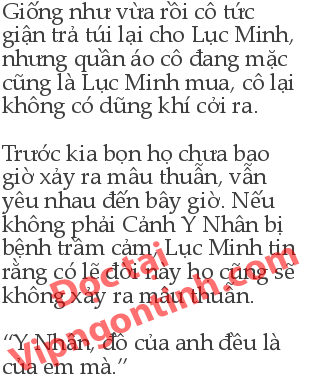 Giống như vừa rồi cô tức
giận trả túi lại cho Lục Minh,
nhưng quần áo cô đang mặc
cũng là Lục Minh mua, cô lại
không có dũng khí cởi ra.
Trước kia bọn họ chưa bao
giờ xảy ra mâu thuẫn, vẫn
yêu nhau đến bây giờ. Nếu
không phải Cảnh Y Nhân bị
bệnh trầm cảm, Lục Minh tin
rằng có lẽ đời này họ cũng sẽ
không xảy ra mâu thuẫn.
“Y Nhân, đồ của anh đều là
của em mà.”
Đọc tại
Vipngontinh.com